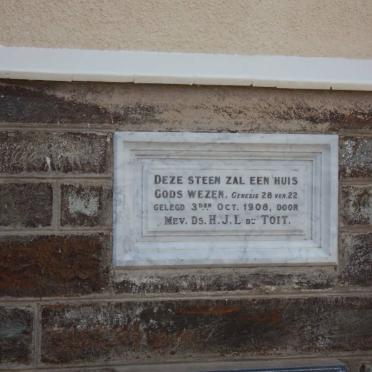 DEZE STEEN ZAL EEN HUIS
GODS WEZEN. GENESIS 28 VER. 22
GELEGD 3DEN OCT. 1908, DOOR
MEV. DS. H.J.L DU TOIT.